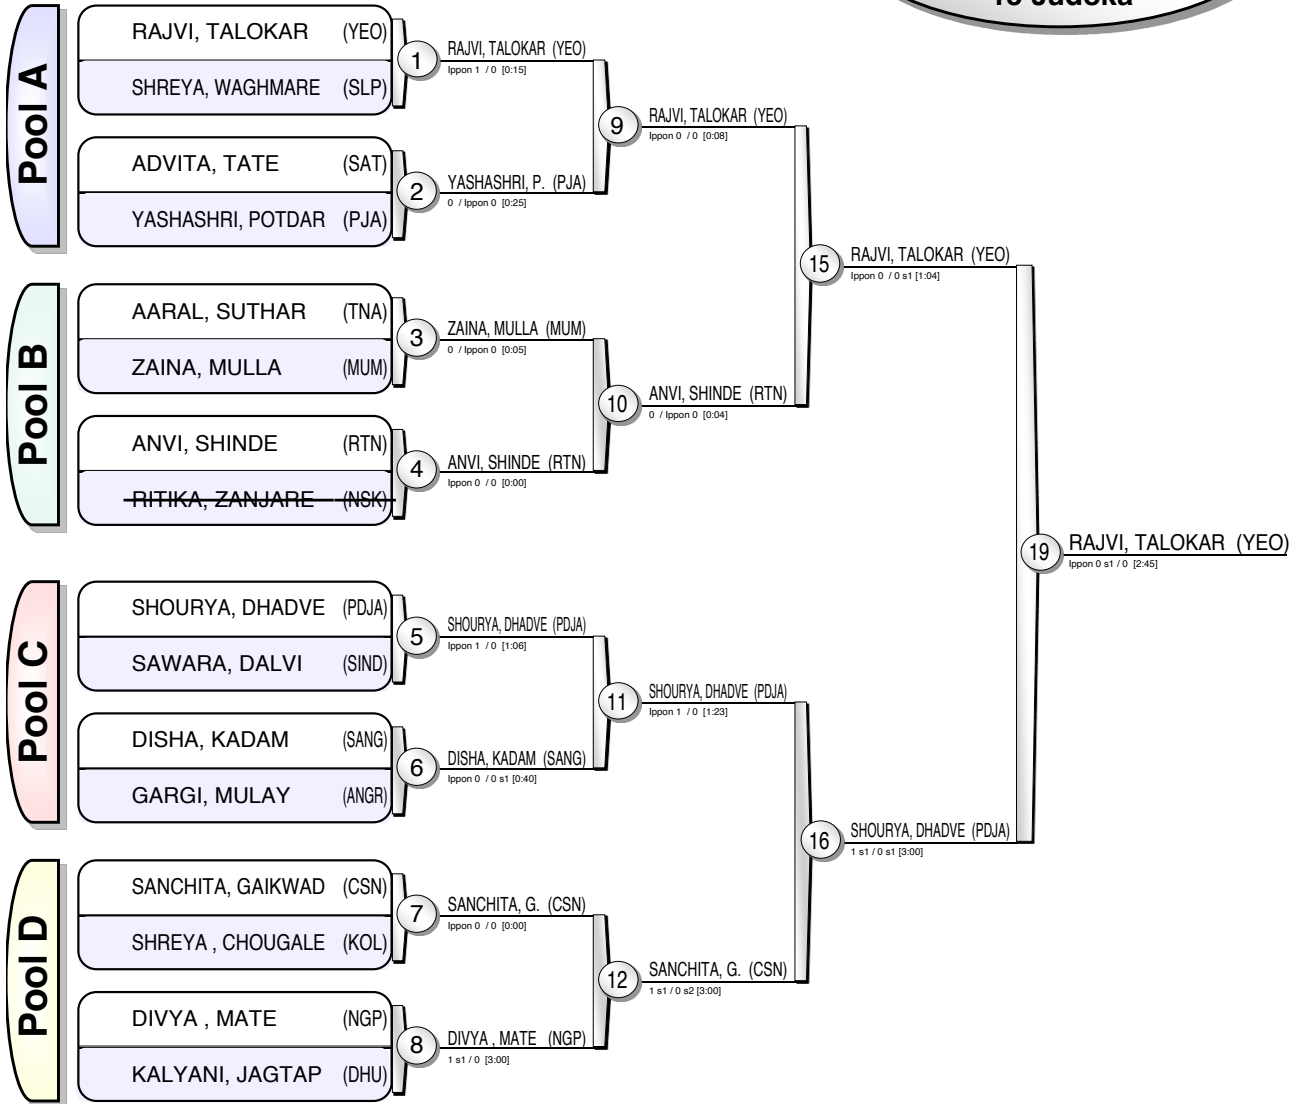 16 Judoka
Pool A
RAJVI, TALOKAR (YEO)
SHREYA, WAGHMARE (SLP)
1
RAJVI, TALOKAR (YEO)
Ippon 1 / 0 [0:15]
ADVITA, TATE (SAT)
YASHASHRI, POTDAR (PJA)
2
YASHASHRI, P. (PJA)
0 / Ippon 0 [0:25]
9
RAJVI, TALOKAR (YEO)
Ippon 0 / 0 [0:08]
Pool B
AARAL, SUTHAR (TNA)
ZAINA, MULLA (MUM)
3
ZAINA, MULLA (MUM)
0 / Ippon 0 [0:05]
ANVI, SHINDE (RTN)
RITIKA, ZANJARE (NSK)
4
ANVI, SHINDE (RTN)
Ippon 0 / 0 [0:00]
10
ANVI, SHINDE (RTN)
0 / Ippon 0 [0:04]
15
RAJVI, TALOKAR (YEO)
Ippon 0 / 0 s1 [1:04]
Pool C
SHOURYA, DHADVE (PDJA)
SAWARA, DALVI (SIND)
5
SHOURYA, DHADVE (PDJA)
Ippon 1 / 0 [1:06]
DISHA, KADAM (SANG)
GARGI, MULAY (ANGR)
6
DISHA, KADAM (SANG)
Ippon 0 / 0 s1 [0:40]
11
SHOURYA, DHADVE (PDJA)
Ippon 1 / 0 [1:23]
Pool D
SANCHITA, GAIKWAD (CSN)
SHREYA , CHOUGALE (KOL)
7
SANCHITA, G. (CSN)
Ippon 0 / 0 [0:00]
DIVYA , MATE (NGP)
KALYANI, JAGTAP (DHU)
8
DIVYA , MATE (NGP)
1 s1 / 0 [3:00]
12
SANCHITA, G. (CSN)
1 s1 / 0 s2 [3:00]
16
SHOURYA, DHADVE (PDJA)
1 s1 / 0 s1 [3:00]
19
RAJVI, TALOKAR (YEO)
Ippon 0 s1 / 0 [2:45]